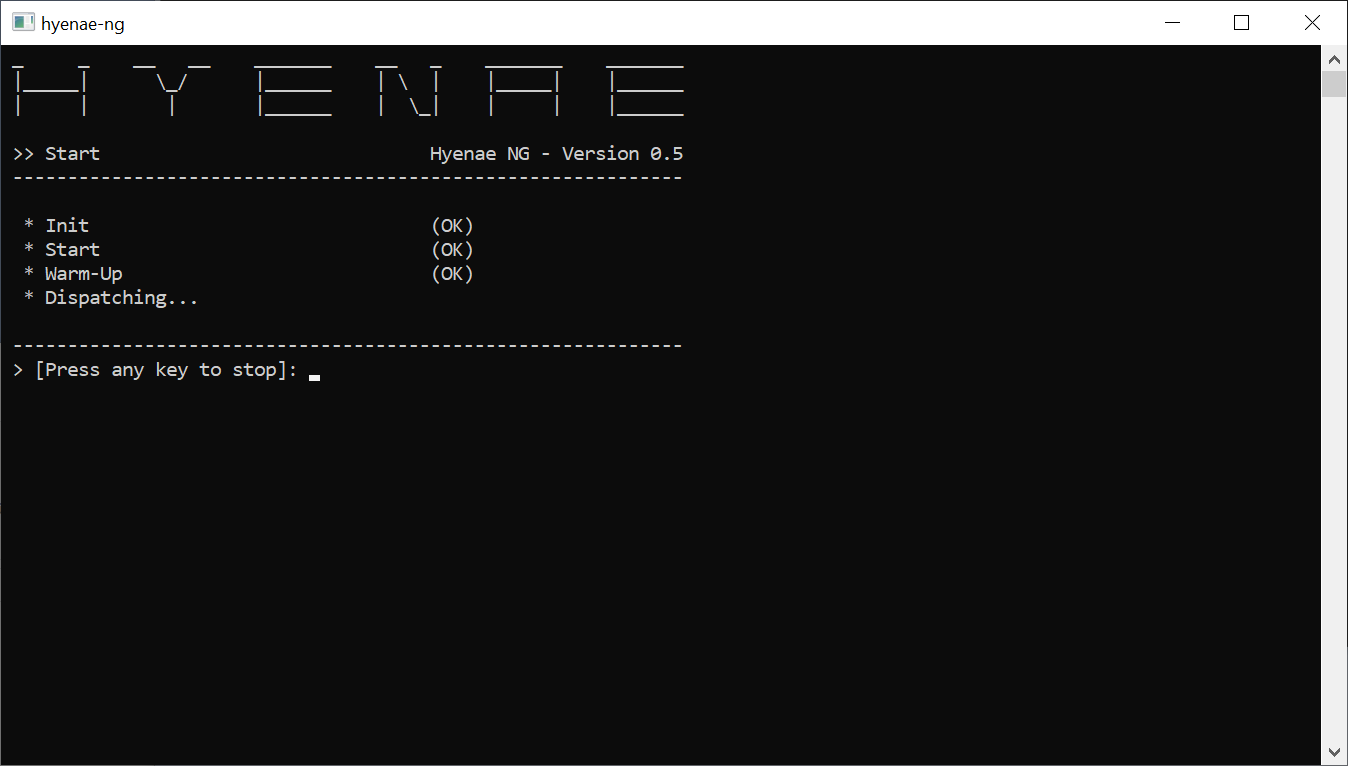 hyenae-ng
HYENAE
>> Start Hyenae NG - Version 0.5
-------------------------------------------------------------
* Init (OK)
* Start (OK)
* Warm-Up (OK)
* Dispatching...
-------------------------------------------------------------
> [Press any key to stop]: